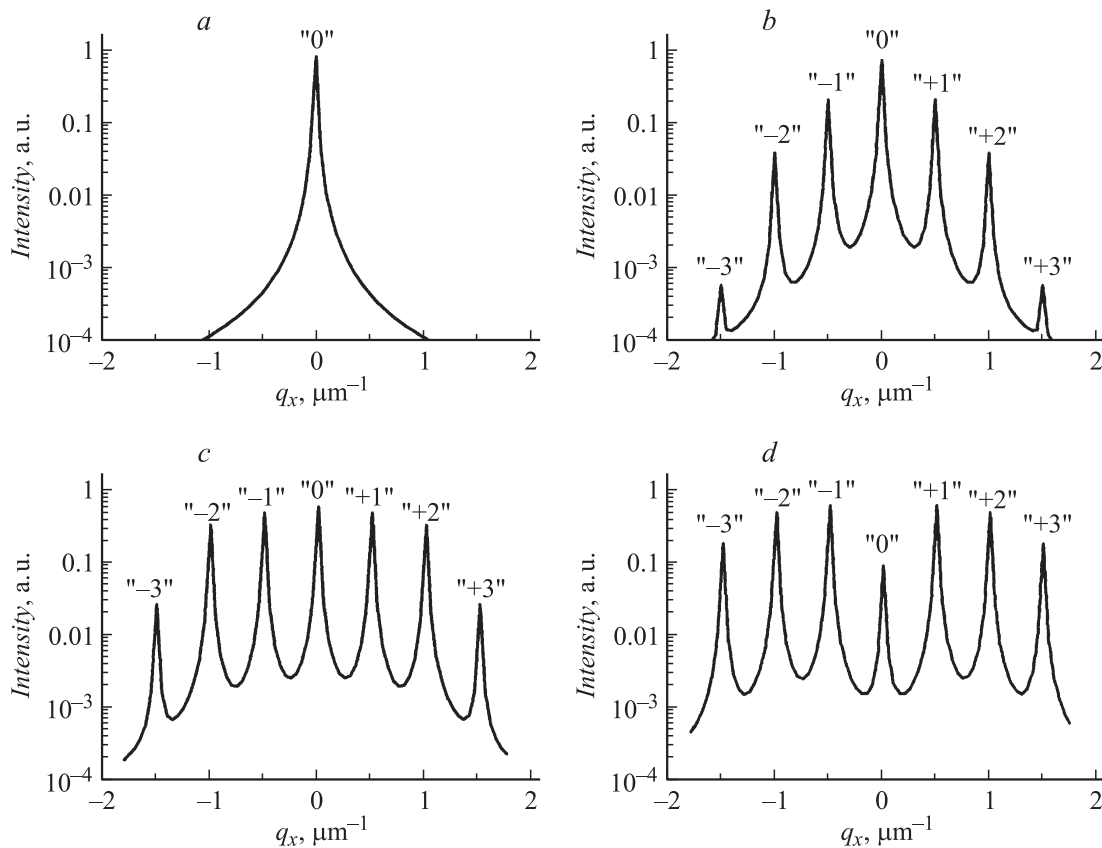 a
"0"
1
0.1
0.01
10⁻³
10⁻⁴
Intensity, a.u.
−2 −1 0 1 2
qₓ, μm⁻¹
b
"0"
"−1" "+1"
"−2" "+2"
"−3" "+3"
1
0.1
0.01
10⁻³
10⁻⁴
Intensity, a.u.
−2 −1 0 1 2
qₓ, μm⁻¹
c
"−3" "−2" "−1" "0" "+1" "+2" "+3"
1
0.1
0.01
10⁻³
10⁻⁴
Intensity, a.u.
−2 −1 0 1 2
qₓ, μm⁻¹
d
"−3" "−2" "−1" "0" "+1" "+2" "+3"
1
0.1
0.01
10⁻³
10⁻⁴
Intensity, a.u.
−2 −1 0 1 2
qₓ, μm⁻¹